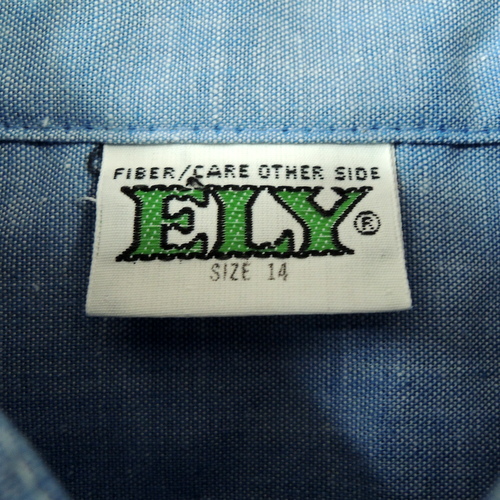 FIBER/CARE OTHER SIDE
ELY®
SIZE 14